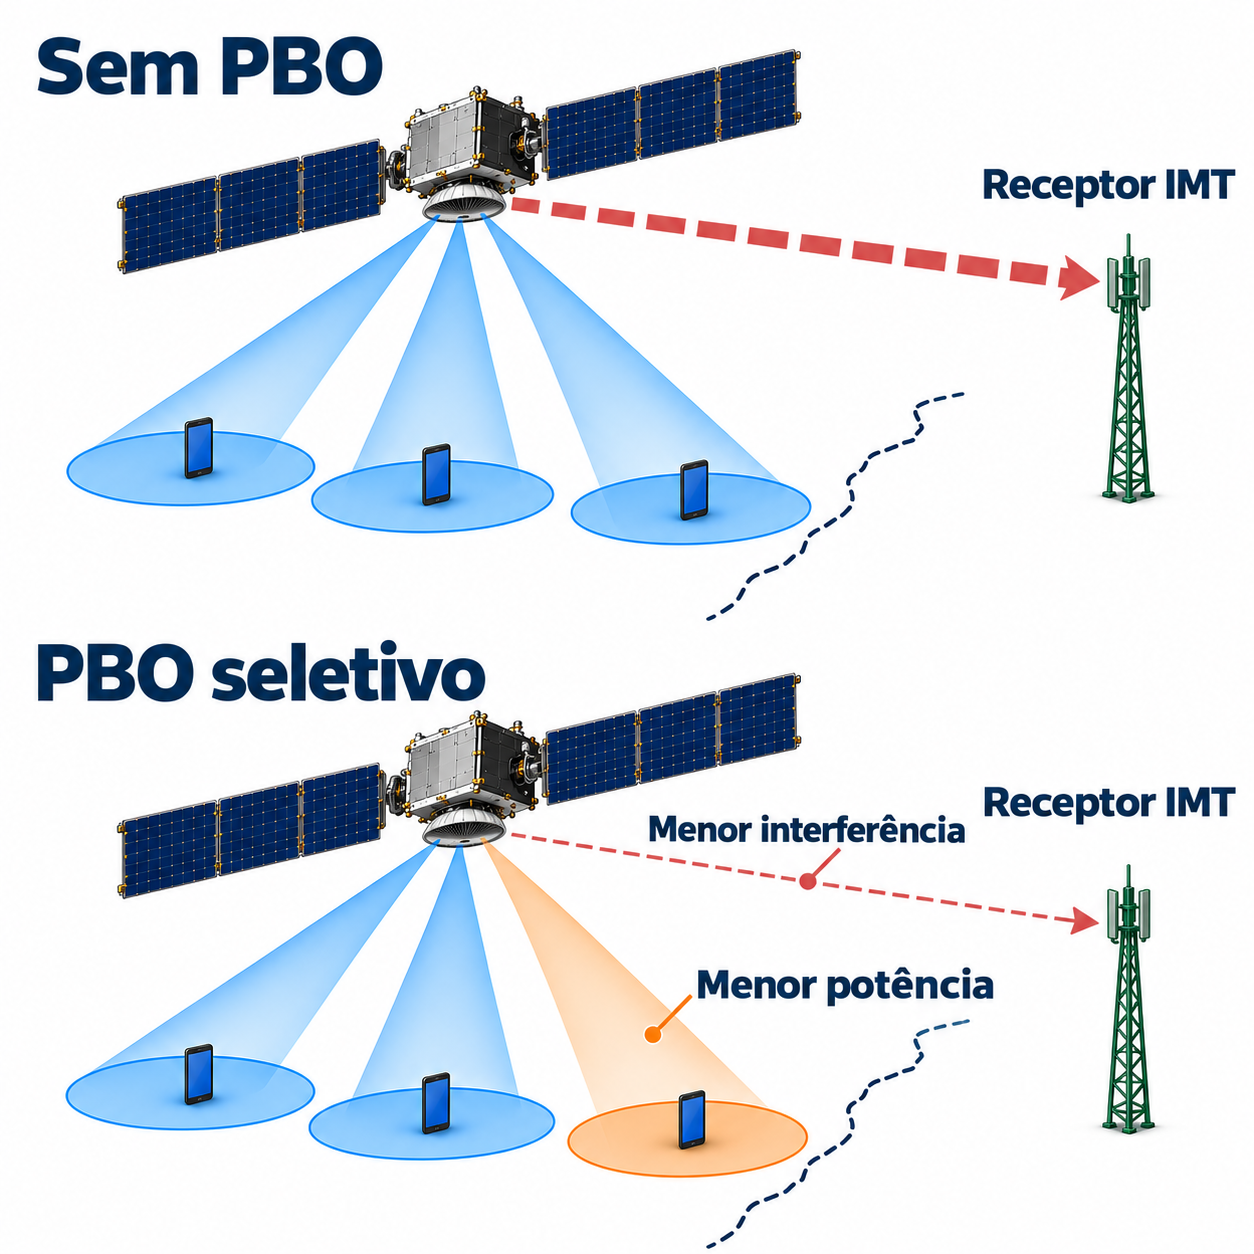 Sem PBO
Receptor IMT
PBO seletivo
Receptor IMT
Menor interferência
Menor potência